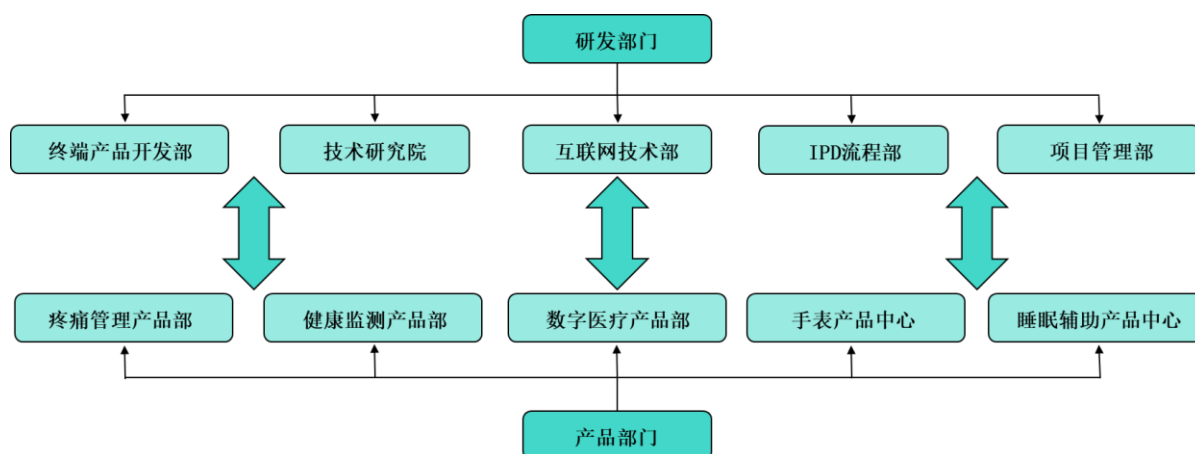 研发部门
终端产品开发部
技术研究院
互联网技术部
IPD流程部
项目管理部
疼痛管理产品部
健康监测产品部
数字医疗产品部
手表产品中心
睡眠辅助产品中心
产品部门